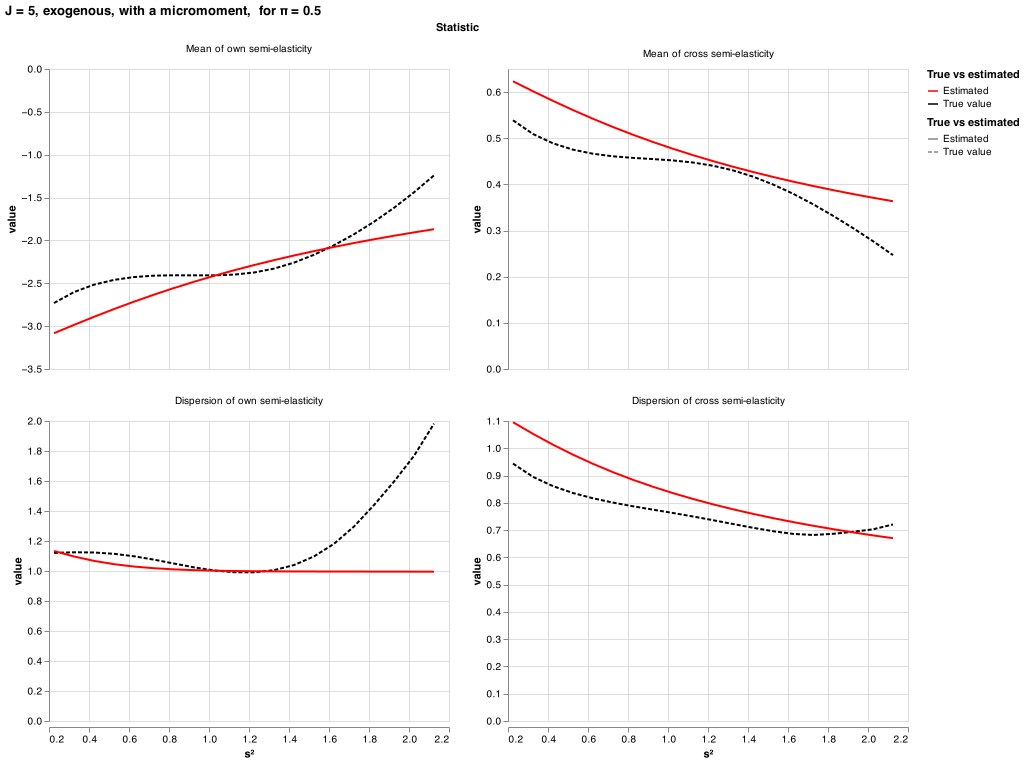 J = 5, exogenous, with a micromoment,  for π = 0.5
Statistic
Mean of own semi-elasticity
0.0
−0.5
−1.0
−1.5
−2.0
−2.5
−3.0
−3.5
value
Mean of cross semi-elasticity
0.6
0.5
0.4
0.3
0.2
0.1
0.0
value
True vs estimated
Estimated
True value
True vs estimated
Estimated
True value
Dispersion of own semi-elasticity
2.0
1.8
1.6
1.4
1.2
1.0
0.8
0.6
0.4
0.2
0.0
value
0.2 0.4 0.6 0.8 1.0 1.2 1.4 1.6 1.8 2.0 2.2
s²
Dispersion of cross semi-elasticity
1.1
1.0
0.9
0.8
0.7
0.6
0.5
0.4
0.3
0.2
0.1
0.0
value
0.2 0.4 0.6 0.8 1.0 1.2 1.4 1.6 1.8 2.0 2.2
s²